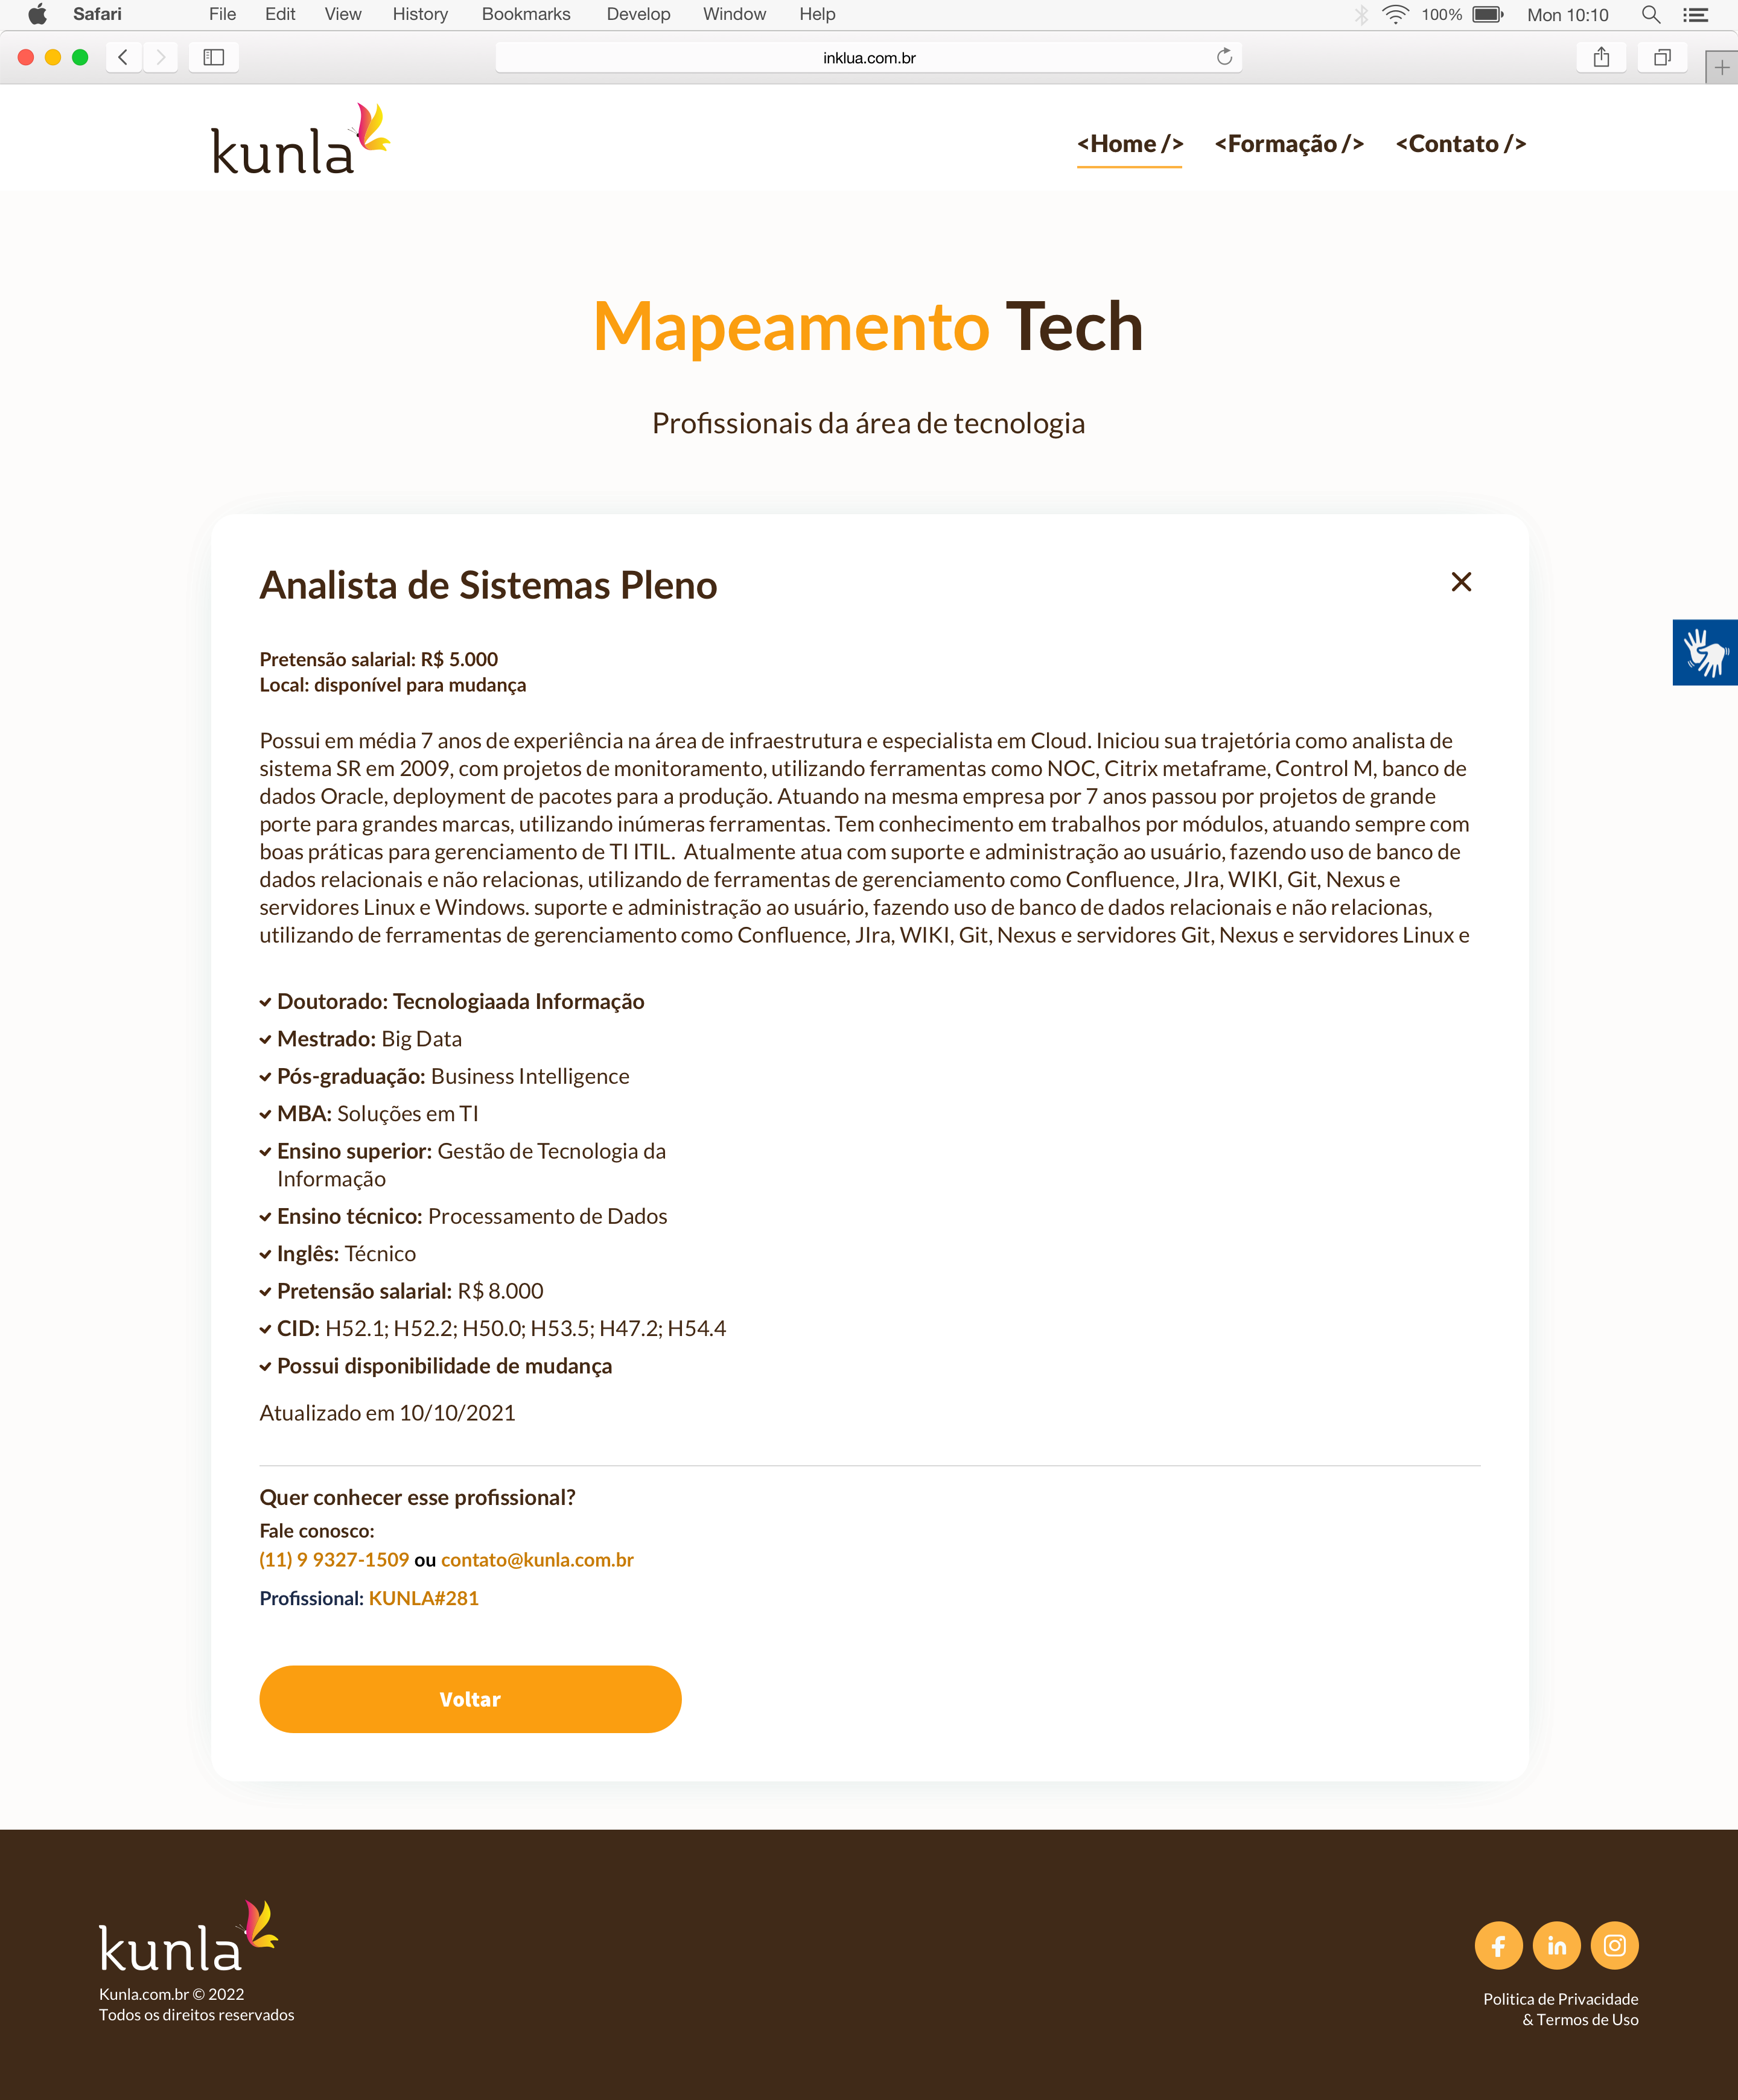 Safari File Edit View History Bookmarks Develop Window Help 100% Mon 10:10
inklua.com.br
kunla
<Home /> <Formação /> <Contato />
Mapeamento Tech
Profissionais da área de tecnologia
Analista de Sistemas Pleno
Pretensão salarial: R$ 5.000
Local: disponível para mudança
Possui em média 7 anos de experiência na área de infraestrutura e especialista em Cloud. Iniciou sua trajetória como analista de
sistema SR em 2009, com projetos de monitoramento, utilizando ferramentas como NOC, Citrix metaframe, Control M, banco de
dados Oracle, deployment de pacotes para a produção. Atuando na mesma empresa por 7 anos passou por projetos de grande
porte para grandes marcas, utilizando inúmeras ferramentas. Tem conhecimento em trabalhos por módulos, atuando sempre com
boas práticas para gerenciamento de TI ITIL.  Atualmente atua com suporte e administração ao usuário, fazendo uso de banco de
dados relacionais e não relacionas, utilizando de ferramentas de gerenciamento como Confluence, JIra, WIKI, Git, Nexus e
servidores Linux e Windows. suporte e administração ao usuário, fazendo uso de banco de dados relacionais e não relacionas,
utilizando de ferramentas de gerenciamento como Confluence, JIra, WIKI, Git, Nexus e servidores Git, Nexus e servidores Linux e
Doutorado: Tecnologiaada Informação
Mestrado: Big Data
Pós-graduação: Business Intelligence
MBA: Soluções em TI
Ensino superior: Gestão de Tecnologia da
Informação
Ensino técnico: Processamento de Dados
Inglês: Técnico
Pretensão salarial: R$ 8.000
CID: H52.1; H52.2; H50.0; H53.5; H47.2; H54.4
Possui disponibilidade de mudança
Atualizado em 10/10/2021
Quer conhecer esse profissional?
Fale conosco:
(11) 9 9327-1509 ou contato@kunla.com.br
Profissional: KUNLA#281
Voltar
kunla
Kunla.com.br © 2022
Todos os direitos reservados
Politica de Privacidade
& Termos de Uso